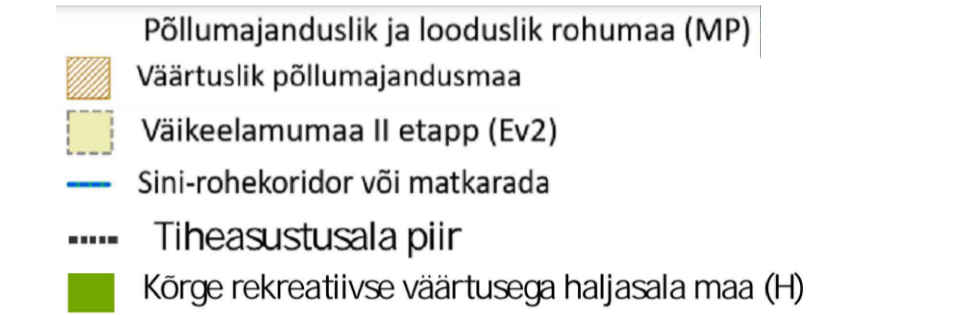 Põllumajanduslik ja looduslik rohumaa (MP)
Väärtuslik põllumajandusmaa
Väikeelamumaa II etapp (Ev2)
Sini-rohekoridor või matkarada
Tiheasustusala piir
Kõrge rekreatiivse väärtusega haljasala maa (H)